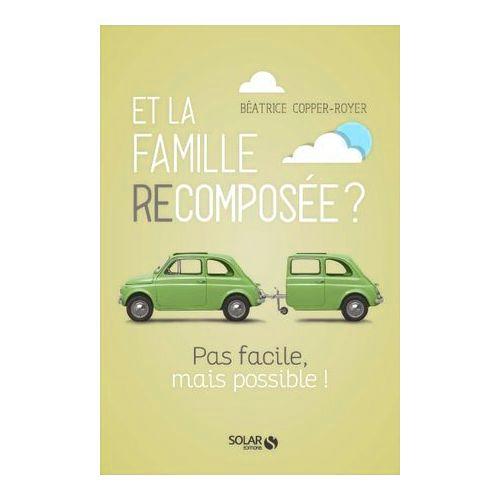 ET LA
BÉATRICE COPPER-ROYER
FAMILLE
RECOMPOSÉE ?
Pas facile,
mais possible !
SOLAR
ÉDITIONS